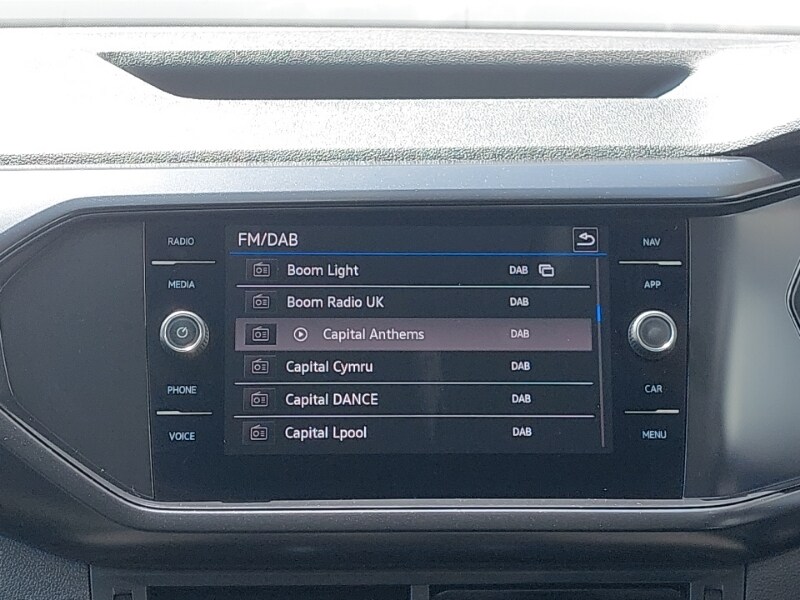 RADIO
MEDIA
PHONE
VOICE
FM/DAB
Boom Light DAB
Boom Radio UK DAB
Capital Anthems DAB
Capital Cymru DAB
Capital DANCE DAB
Capital Lpool DAB
NAV
APP
CAR
MENU